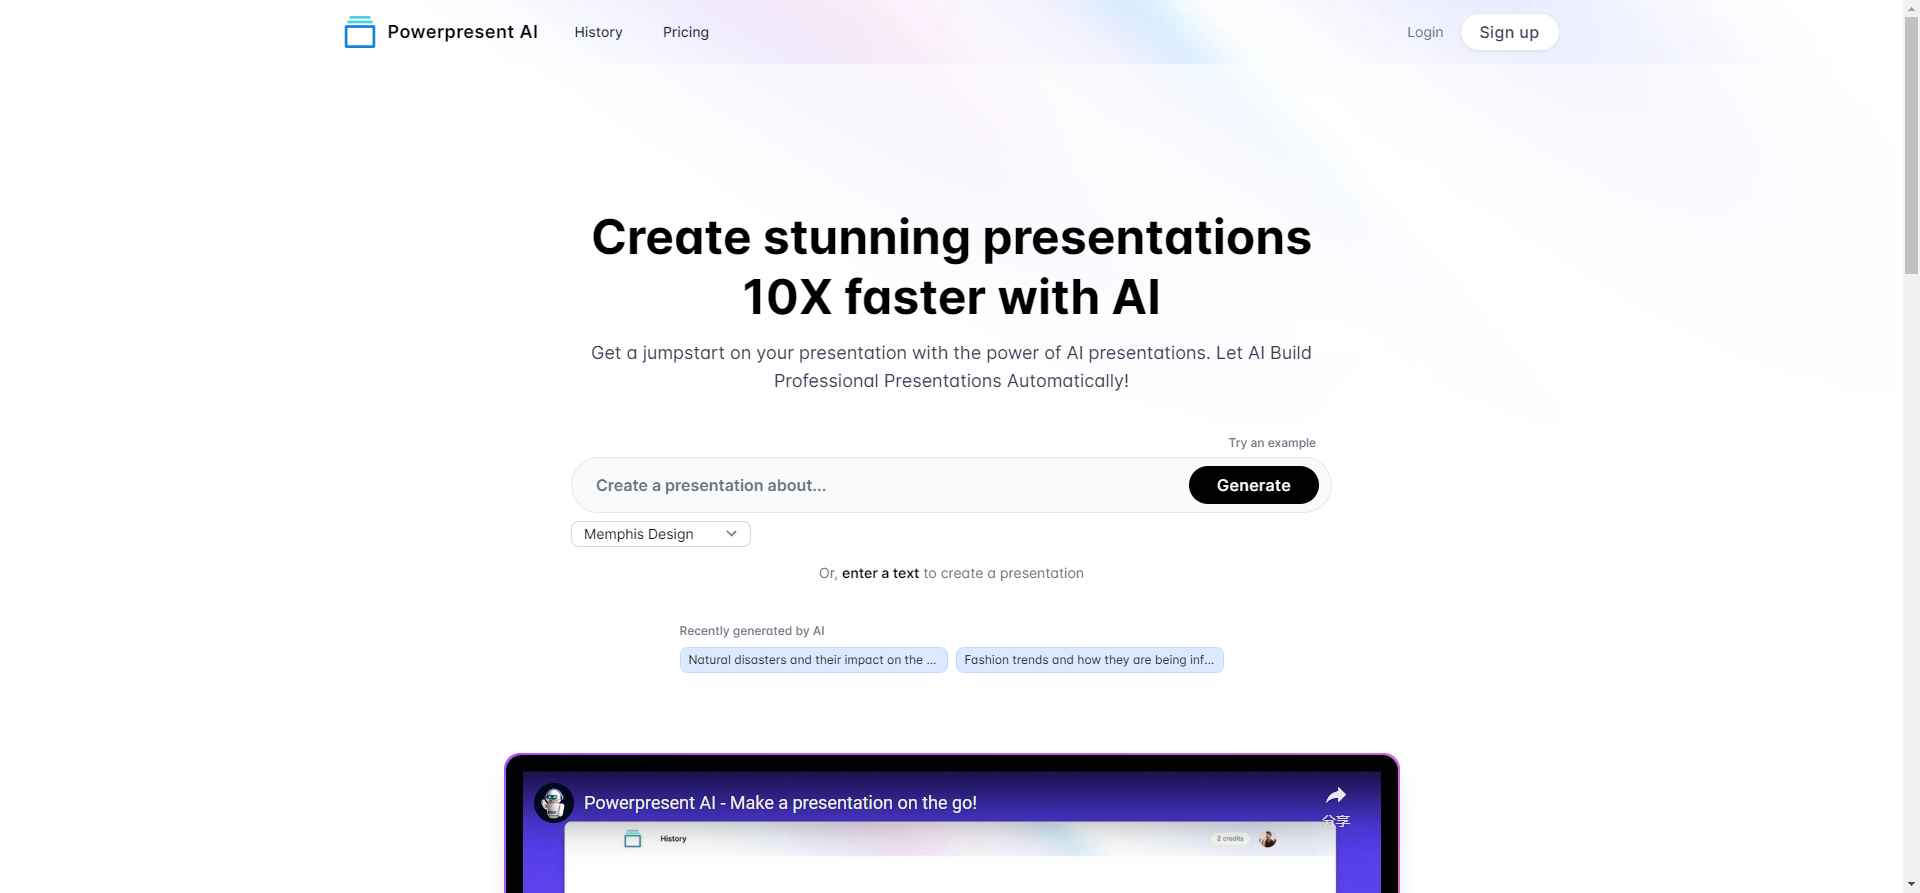 Powerpresent AI
History
Pricing
Login
Sign up
Create stunning presentations
10X faster with AI
Get a jumpstart on your presentation with the power of AI presentations. Let AI Build
Professional Presentations Automatically!
Try an example
Create a presentation about...
Generate
Memphis Design
Or, enter a text to create a presentation
Recently generated by AI
Natural disasters and their impact on the ...
Fashion trends and how they are being inf...
Powerpresent AI - Make a presentation on the go!
分享
History
2 credits